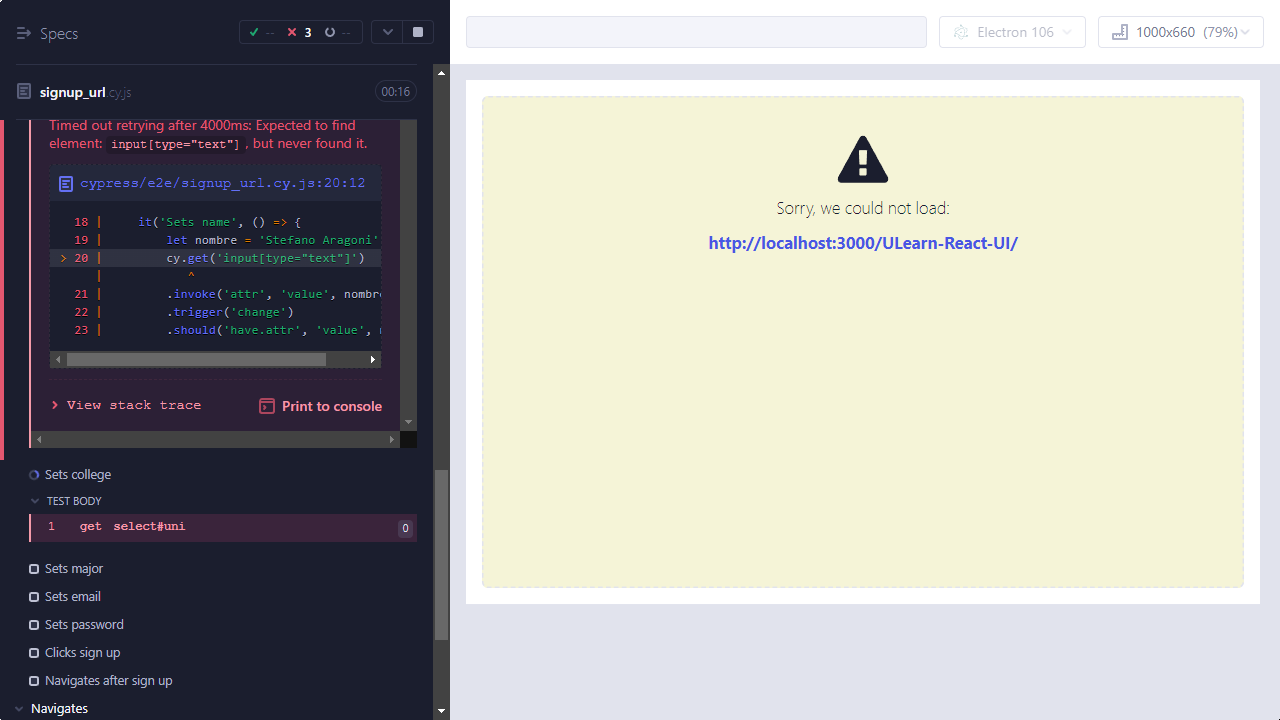 Specs
-- 3 --
signup_url.cy.js 00:16
Timed out retrying after 4000ms: Expected to find
element: input[type="text"], but never found it.
cypress/e2e/signup_url.cy.js:20:12
18 | it('Sets name', () => {
19 | let nombre = 'Stefano Aragoni'
> 20 | cy.get('input[type="text"]')
| ^
21 | .invoke('attr', 'value', nombre
22 | .trigger('change')
23 | .should('have.attr', 'value',
> View stack trace
Print to console
Sets college
TEST BODY
1 get select#uni 0
Sets major
Sets email
Sets password
Clicks sign up
Navigates after sign up
Navigates
Electron 106
1000x660 (79%)
Sorry, we could not load:
http://localhost:3000/ULearn-React-UI/